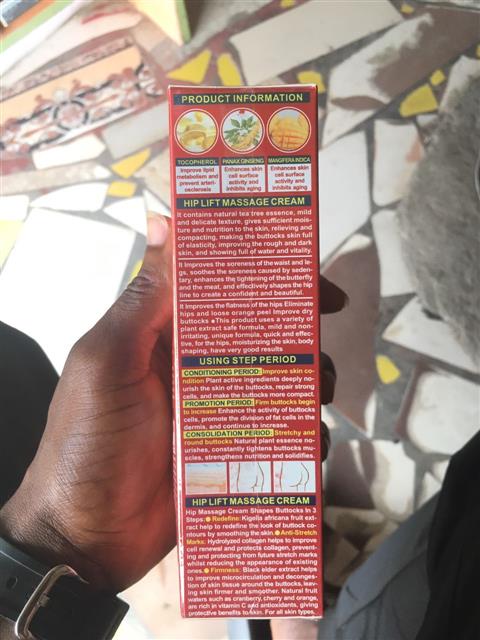 PRODUCT INFORMATION
TOCOPHEROL
Improve lipid
metabolism and
prevent arteri-
osclerosis
PANAX GINSENG
Enhances skin
cell surface
activity and
inhibits aging
MANGIFERA INDICA
Enhances skin
cell surface
activity and
inhibits aging
HIP LIFT MASSAGE CREAM
It contains natural tea tree essence, mild
and delicate texture, gives sufficient mois-
ture and nutrition to the skin, relieving and
compacting, making the buttocks skin full
of elasticity, improving the rough and dark
skin, and showing full of water and vitality.
It Improves the soreness of the waist and le-
gs, soothes the soreness caused by seden-
tary, enhances the tightening of the butterfly
and the meat, and effectively shapes the hip
line to create a confident and beautiful.
It Improves the flatness of the hips Eliminate
hips and loose orange peel Improve dry
buttocks ●This product uses a variety of
plant extract safe formula, mild and non-
irritating, unique formula, quick and effec-
tive, for the hips, moisturizing the skin, body
shaping, have very good results
USING STEP PERIOD
CONDITIONING PERIOD: Improve skin co-
ndition Plant active ingredients deeply no-
urish the skin of the buttocks, repair strong
cells, and make the buttocks more compact.
PROMOTION PERIOD: Firm buttocks begin
to increase Enhance the activity of buttocks
cells, promote the division of fat cells in the
dermis, and continue to increase.
CONSOLIDATION PERIOD: Stretchy and
round buttocks Natural plant essence no-
urishes, constantly tightens buttocks mu-
scles, strengthens nutrition and solidifies.
HIP LIFT MASSAGE CREAM
Hip Massage Cream Shapes Buttocks In 3
Steps: ● Redefine: Kigelia africana fruit ext-
ract help to redefine the look of buttock co-
ntours by smoothing the skin. ●Anti-Stretch
Marks: Hydrolyzed collagen helps to improve
cell renewal and protects collagen, prevent-
ing and protecting from future stretch marks
whilst reducing the appearance of existing
ones. ● Firmness: Black elder extract helps
to improve microcirculation and deconges-
tion of skin tissue around the buttocks, leav-
ing skin firmer and smoother. Natural fruit
waters such as cranberry, cherry and orange,
are rich in vitamin C and antioxidants, giving
protective benefits to skin. For all skin types.